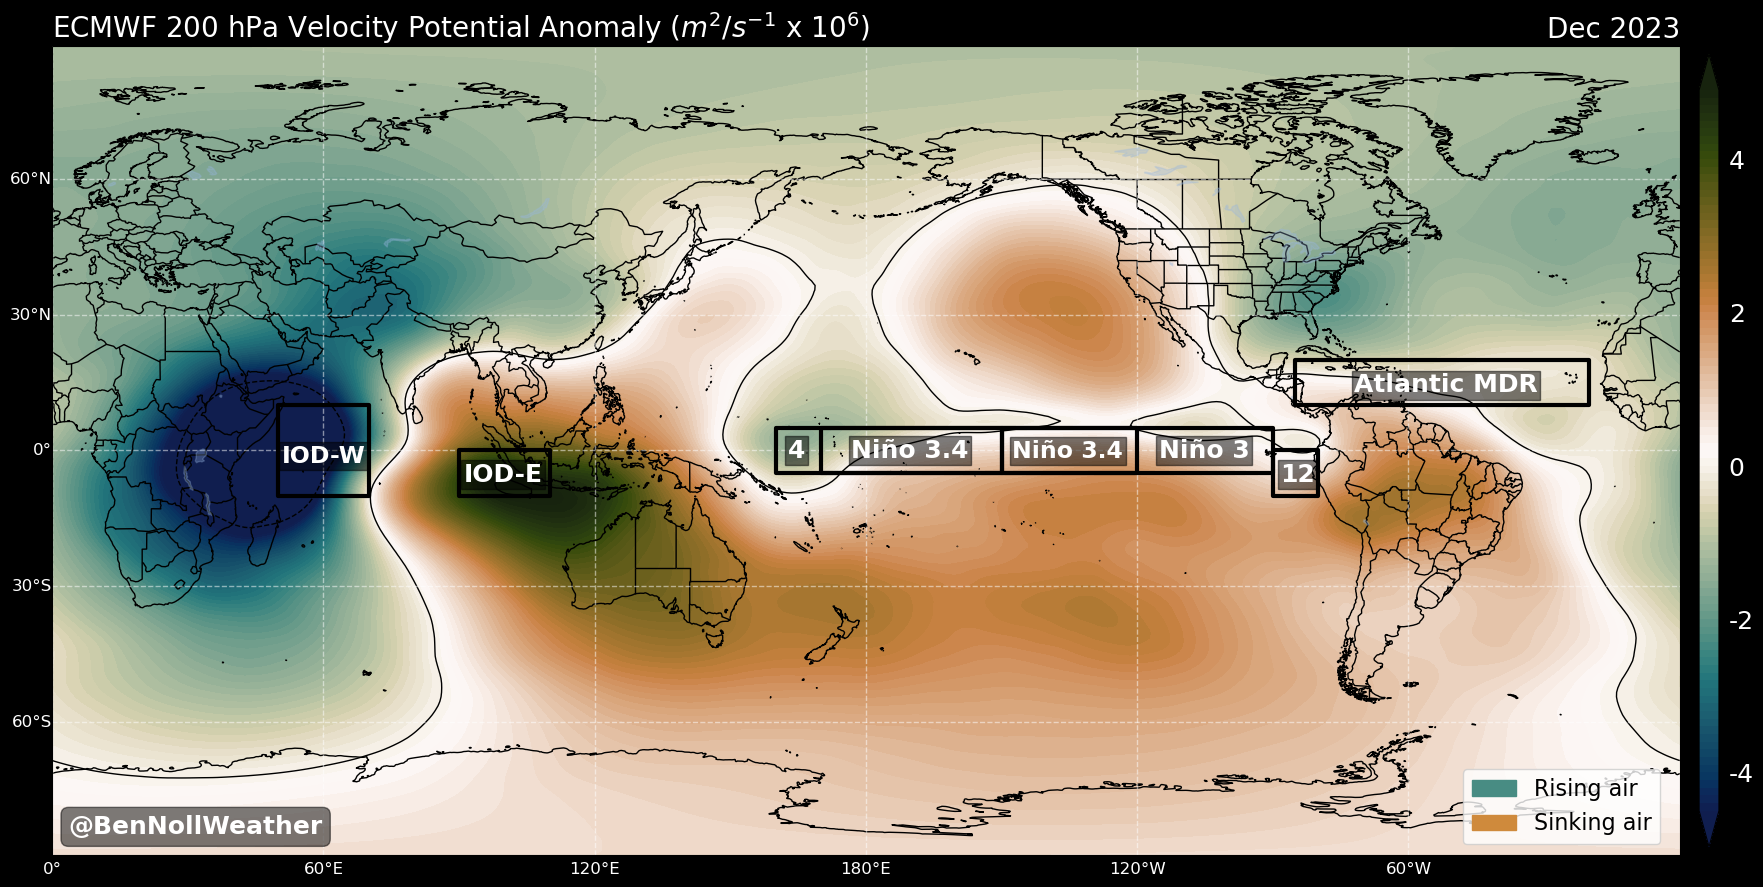 ECMWF 200 hPa Velocity Potential Anomaly (m²/s⁻¹ x 10⁶)
Dec 2023
60°N
30°N
0°
30°S
60°S
IOD-W
IOD-E
4
Niño 3.4
Niño 3.4
Niño 3
12
Atlantic MDR
4
2
0
-2
-4
Rising air
Sinking air
@BenNollWeather
0°
60°E
120°E
180°E
120°W
60°W